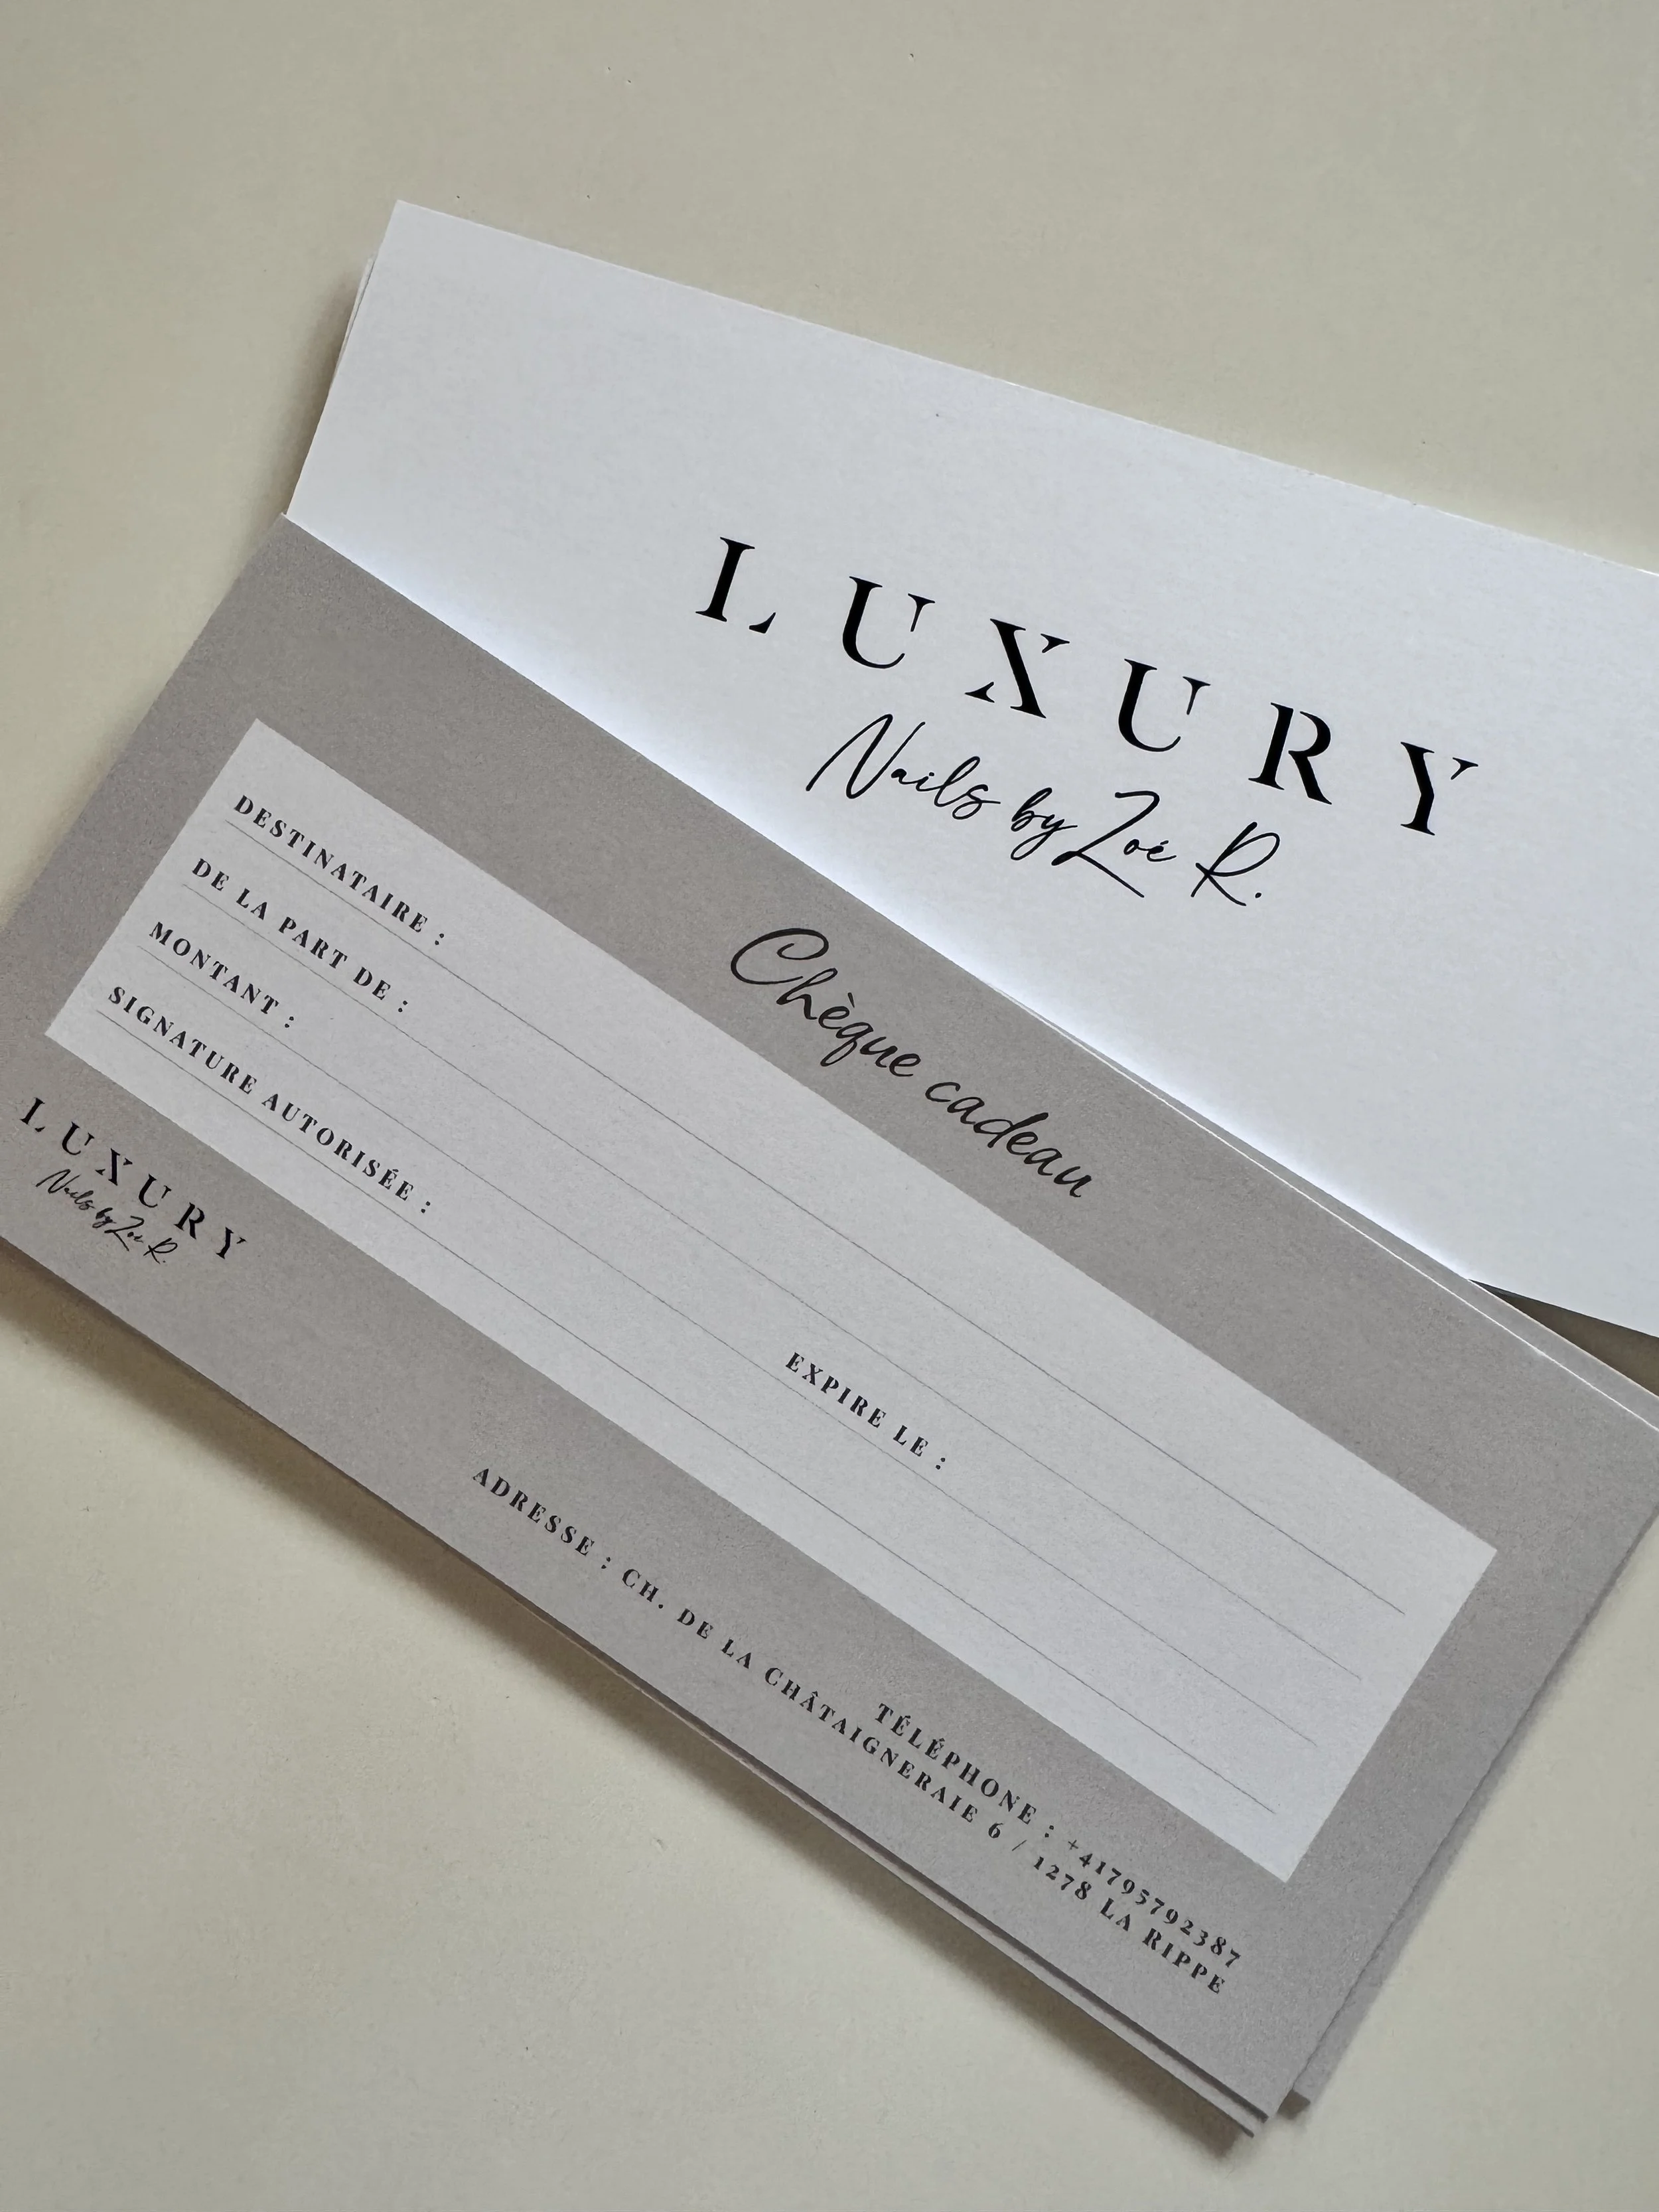 LUXURY
Nails by Zoé R.
Chèque cadeau
DESTINATAIRE :
DE LA PART DE :
MONTANT :
EXPIRE LE :
SIGNATURE AUTORISÉE :
LUXURY
Nails by Zoé R.
TÉLÉPHONE : +41795792387
ADRESSE : CH. DE LA CHÂTAIGNERAIE 6 / 1278 LA RIPPE